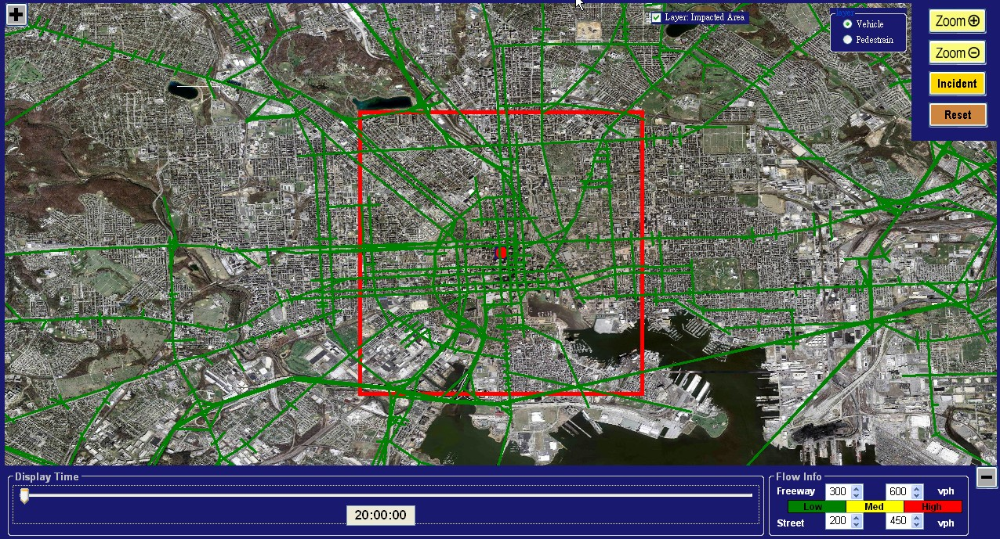 Layer: Impacted Area
layer
Vehicle
Pedestrain
Zoom
Zoom
Incident
Reset
Display Time
20:00:00
Flow Info
Freeway 300 600 vph
Low Med High
Street 200 450 vph